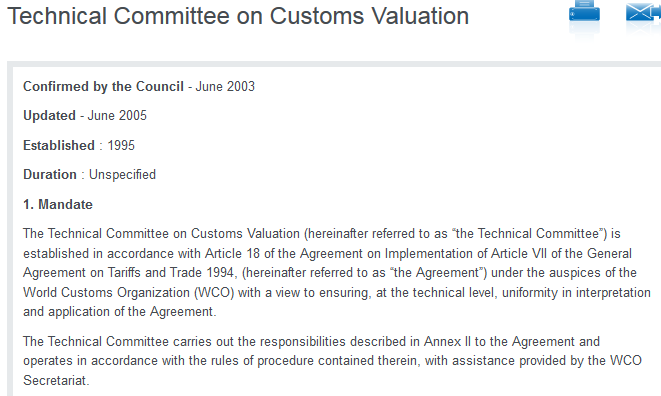 Technical Committee on Customs Valuation
Confirmed by the Council - June 2003
Updated - June 2005
Established : 1995
Duration : Unspecified
1. Mandate
The Technical Committee on Customs Valuation (hereinafter referred to as “the Technical Committee”) is
established in accordance with Article 18 of the Agreement on Implementation of Article VII of the General
Agreement on Tariffs and Trade 1994, (hereinafter referred to as “the Agreement”) under the auspices of the
World Customs Organization (WCO) with a view to ensuring, at the technical level, uniformity in interpretation
and application of the Agreement.
The Technical Committee carries out the responsibilities described in Annex II to the Agreement and
operates in accordance with the rules of procedure contained therein, with assistance provided by the WCO
Secretariat.